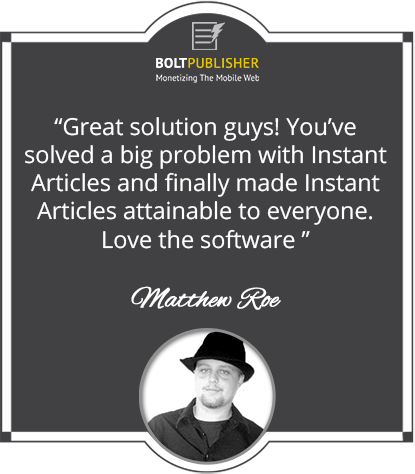 BOLTPUBLISHER
Monetizing The Mobile Web
“Great solution guys! You’ve
solved a big problem with Instant
Articles and finally made Instant
Articles attainable to everyone.
Love the software ”
Matthew Roe